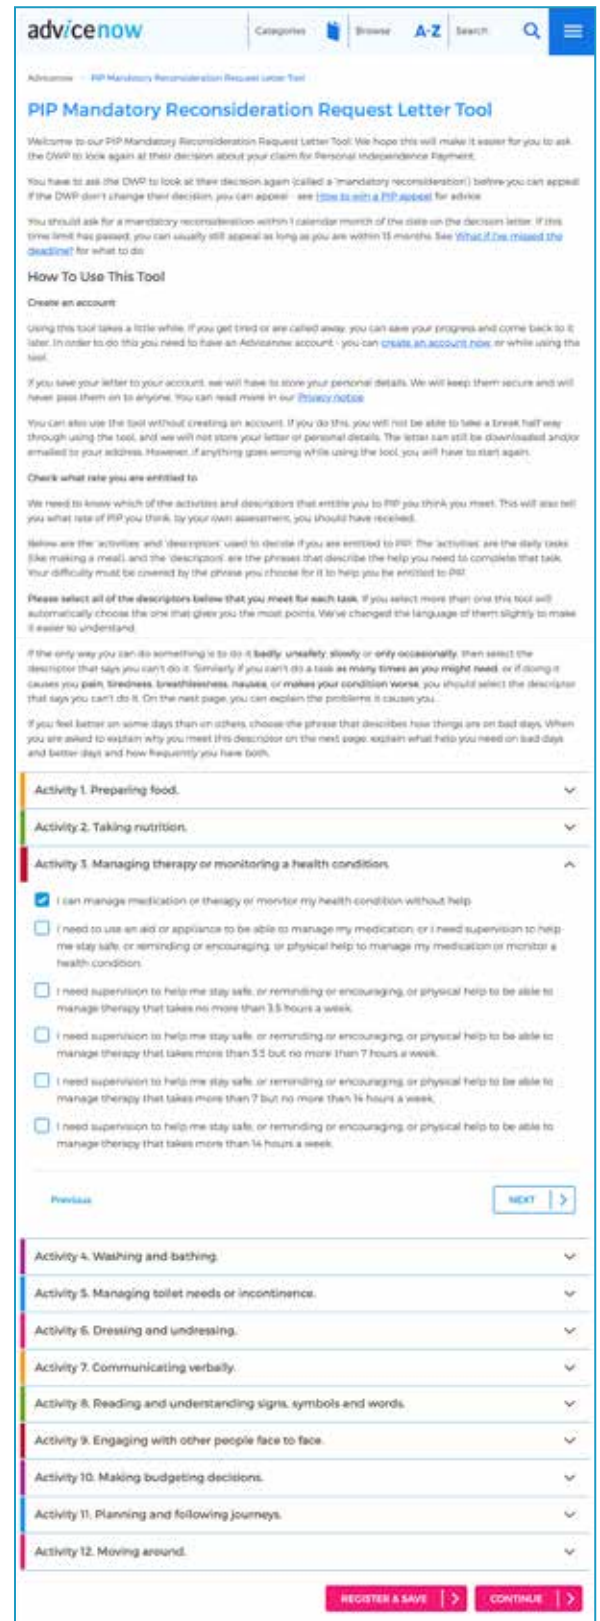 advicenow
Categories Browse A-Z Search
Advicenow PIP Mandatory Reconsideration Request Letter Tool
PIP Mandatory Reconsideration Request Letter Tool
Welcome to our PIP Mandatory Reconsideration Request Letter Tool. We hope this will make it easier for you to ask
the DWP to look again at their decision about your claim for Personal Independence Payment.
You have to ask the DWP to look at their decision again (called a 'mandatory reconsideration') before you can appeal.
If the DWP don't change their decision, you can appeal - see How to win a PIP appeal for advice.
You should ask for a mandatory reconsideration within 1 calendar month of the date on the decision letter. If this
time limit has passed, you can usually still appeal as long as you are within 13 months. See What if I've missed the
deadline? for what to do.
How To Use This Tool
Create an account
Using this tool takes a little while. If you get tired or are called away, you can save your progress and come back to it
later. In order to do this you need to have an Advicenow account - you can create an account now, or while using the
tool.
If you save your letter to your account, we will have to store your personal details. We will keep them secure and will
never pass them on to anyone. You can read more in our Privacy notice.
You can also use the tool without creating an account. If you do this, you will not be able to take a break half way
through using the tool, and we will not store your letter or personal details. The letter can still be downloaded and/or
emailed to your address. However, if anything goes wrong while using the tool, you will have to start again.
Check what rate you are entitled to
We need to know which of the activities and descriptors that entitle you to PIP you think you meet. This will also tell
you what rate of PIP you think, by your own assessment, you should have received.
Below are the 'activities' and 'descriptors' used to decide if you are entitled to PIP. The 'activities' are the daily tasks
(like making a meal), and the 'descriptors' are the phrases that describe the help you need to complete that task.
Your difficulty must be covered by the phrase you choose for it to help you be entitled to PIP.
Please select all of the descriptors below that you meet for each task. If you select more than one this tool will
automatically choose the one that gives you the most points. We've changed the language of them slightly to make
it easier to understand.
If the only way you can do something is to do it badly, unsafely, slowly or only occasionally, then select the
descriptor that says you can't do it. Similarly if you can't do a task as many times as you might need, or if doing it
causes you pain, tiredness, breathlessness, nausea, or makes your condition worse, you should select the descriptor
that says you can't do it. On the next page, you can explain the problems it causes you.
If you feel better on some days than on others, choose the phrase that describes how things are on bad days. When
you are asked to explain why you meet this descriptor on the next page, explain what help you need on bad days
and better days and how frequently you have both.
Activity 1. Preparing food.
Activity 2. Taking nutrition.
Activity 3. Managing therapy or monitoring a health condition.
I can manage medication or therapy or monitor my health condition without help.
I need to use an aid or appliance to be able to manage my medication, or I need supervision to help
me stay safe, or reminding or encouraging, or physical help to manage my medication or monitor a
health condition.
I need supervision to help me stay safe, or reminding or encouraging, or physical help to be able to
manage therapy that takes no more than 3.5 hours a week.
I need supervision to help me stay safe, or reminding or encouraging, or physical help to be able to
manage therapy that takes more than 3.5 but no more than 7 hours a week.
I need supervision to help me stay safe, or reminding or encouraging, or physical help to be able to
manage therapy that takes more than 7 but no more than 14 hours a week.
I need supervision to help me stay safe, or reminding or encouraging, or physical help to be able to
manage therapy that takes more than 14 hours a week.
Previous NEXT
Activity 4. Washing and bathing.
Activity 5. Managing toilet needs or incontinence.
Activity 6. Dressing and undressing.
Activity 7. Communicating verbally.
Activity 8. Reading and understanding signs, symbols and words.
Activity 9. Engaging with other people face to face.
Activity 10. Making budgeting decisions.
Activity 11. Planning and following journeys.
Activity 12. Moving around.
REGISTER & SAVE CONTINUE